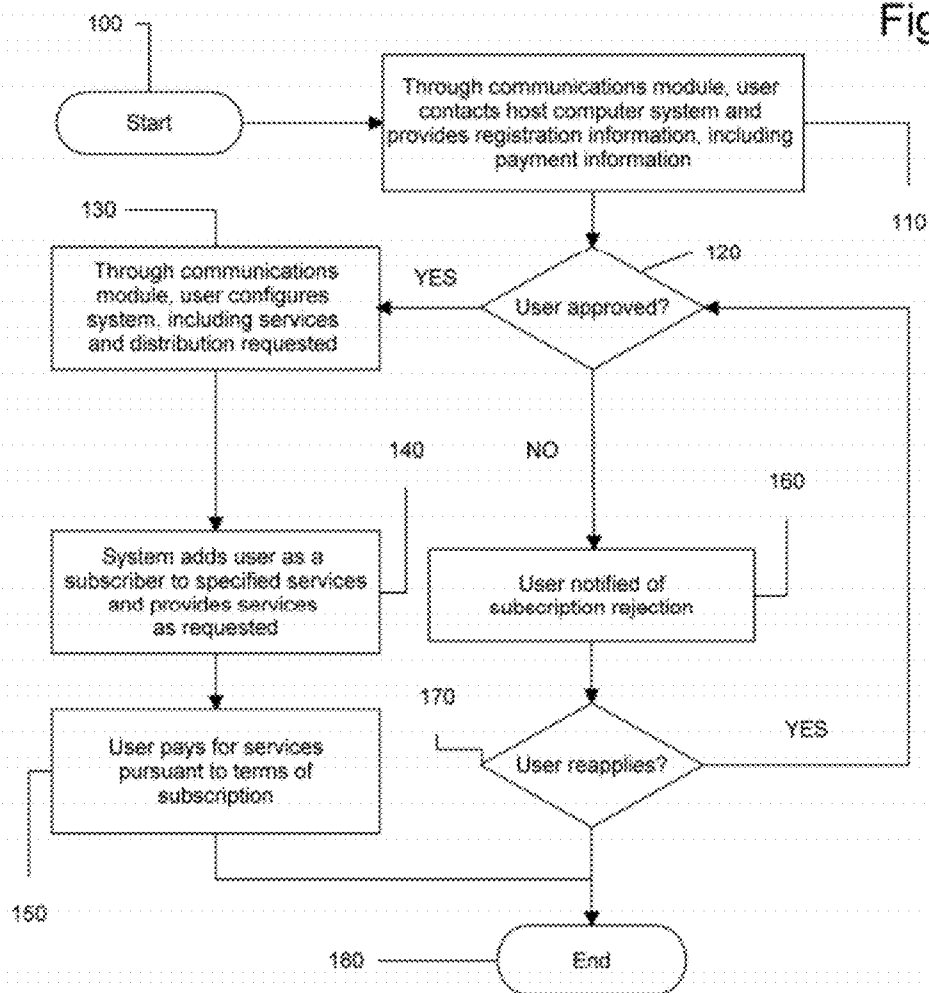 Fig
100
Start
Through communications module, user
contacts host computer system and
provides registration information, including
payment information
110
130
Through communications
module, user configures
system, including services
and distribution requested
YES
120
User approved?
NO
140
160
System adds user as a
subscriber to specified services
and provides services
as requested
User notified of
subscription rejection
170
User pays for services
pursuant to terms of
subscription
User reapplies?
YES
150
180
End